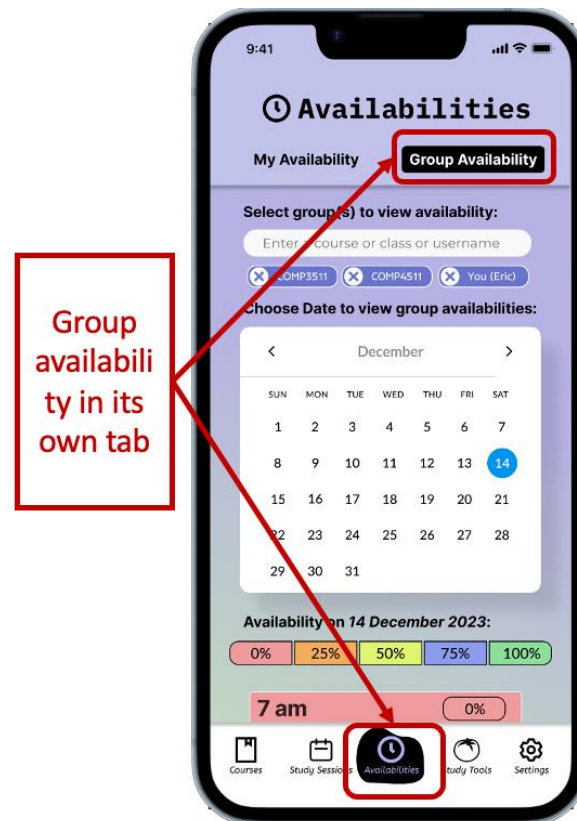 9:41
Availabilities
My Availability Group Availability
Select group(s) to view availability:
Enter a course or class or username
COMP3511 COMP4511 You (Eric)
Choose Date to view group availabilities:
Group
availabili
ty in its
own tab
December
SUN MON TUE WED THU FRI SAT
1 2 3 4 5 6 7
8 9 10 11 12 13 14
15 16 17 18 19 20 21
22 23 24 25 26 27 28
29 30 31
Availability on 14 December 2023:
0% 25% 50% 75% 100%
7 am 0%
Courses Study Sessions Availabilities Study Tools Settings